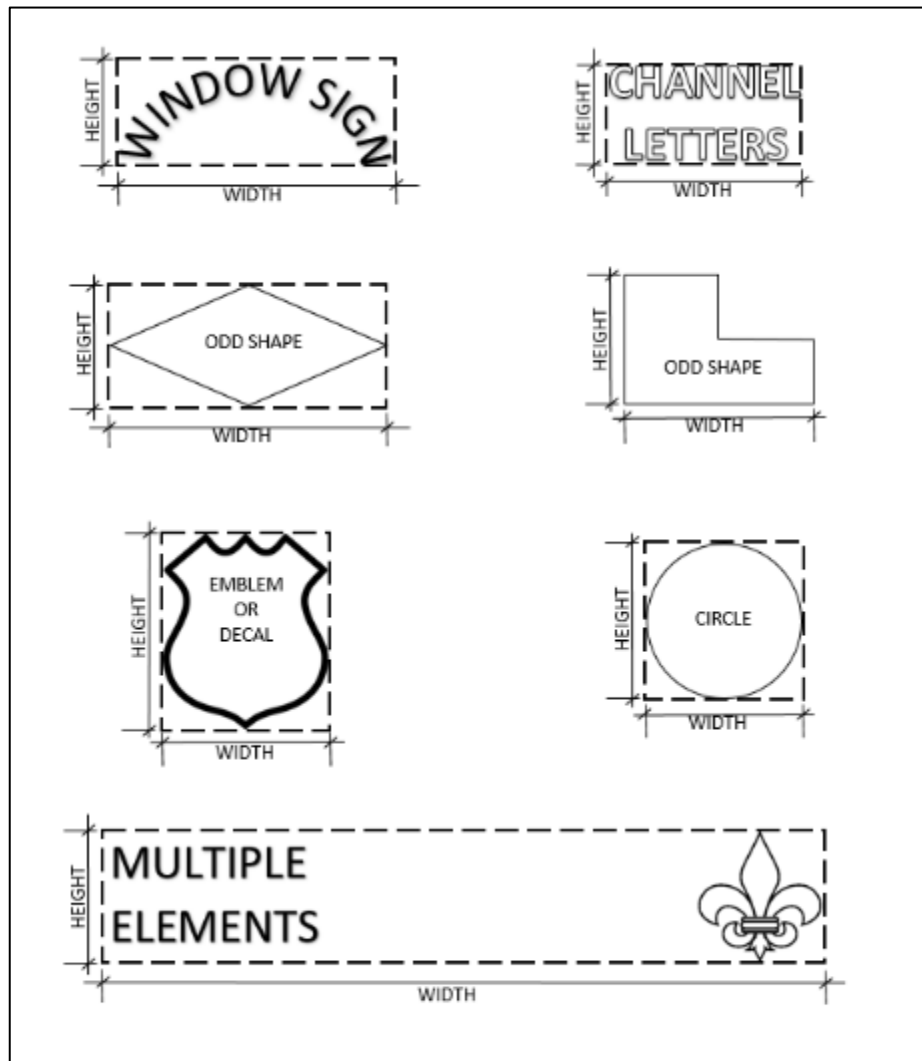 HEIGHT
WINDOW SIGN
WIDTH
HEIGHT
CHANNEL
LETTERS
WIDTH
HEIGHT
ODD SHAPE
WIDTH
HEIGHT
ODD SHAPE
WIDTH
HEIGHT
EMBLEM
OR
DECAL
WIDTH
HEIGHT
CIRCLE
WIDTH
HEIGHT
MULTIPLE
ELEMENTS
WIDTH